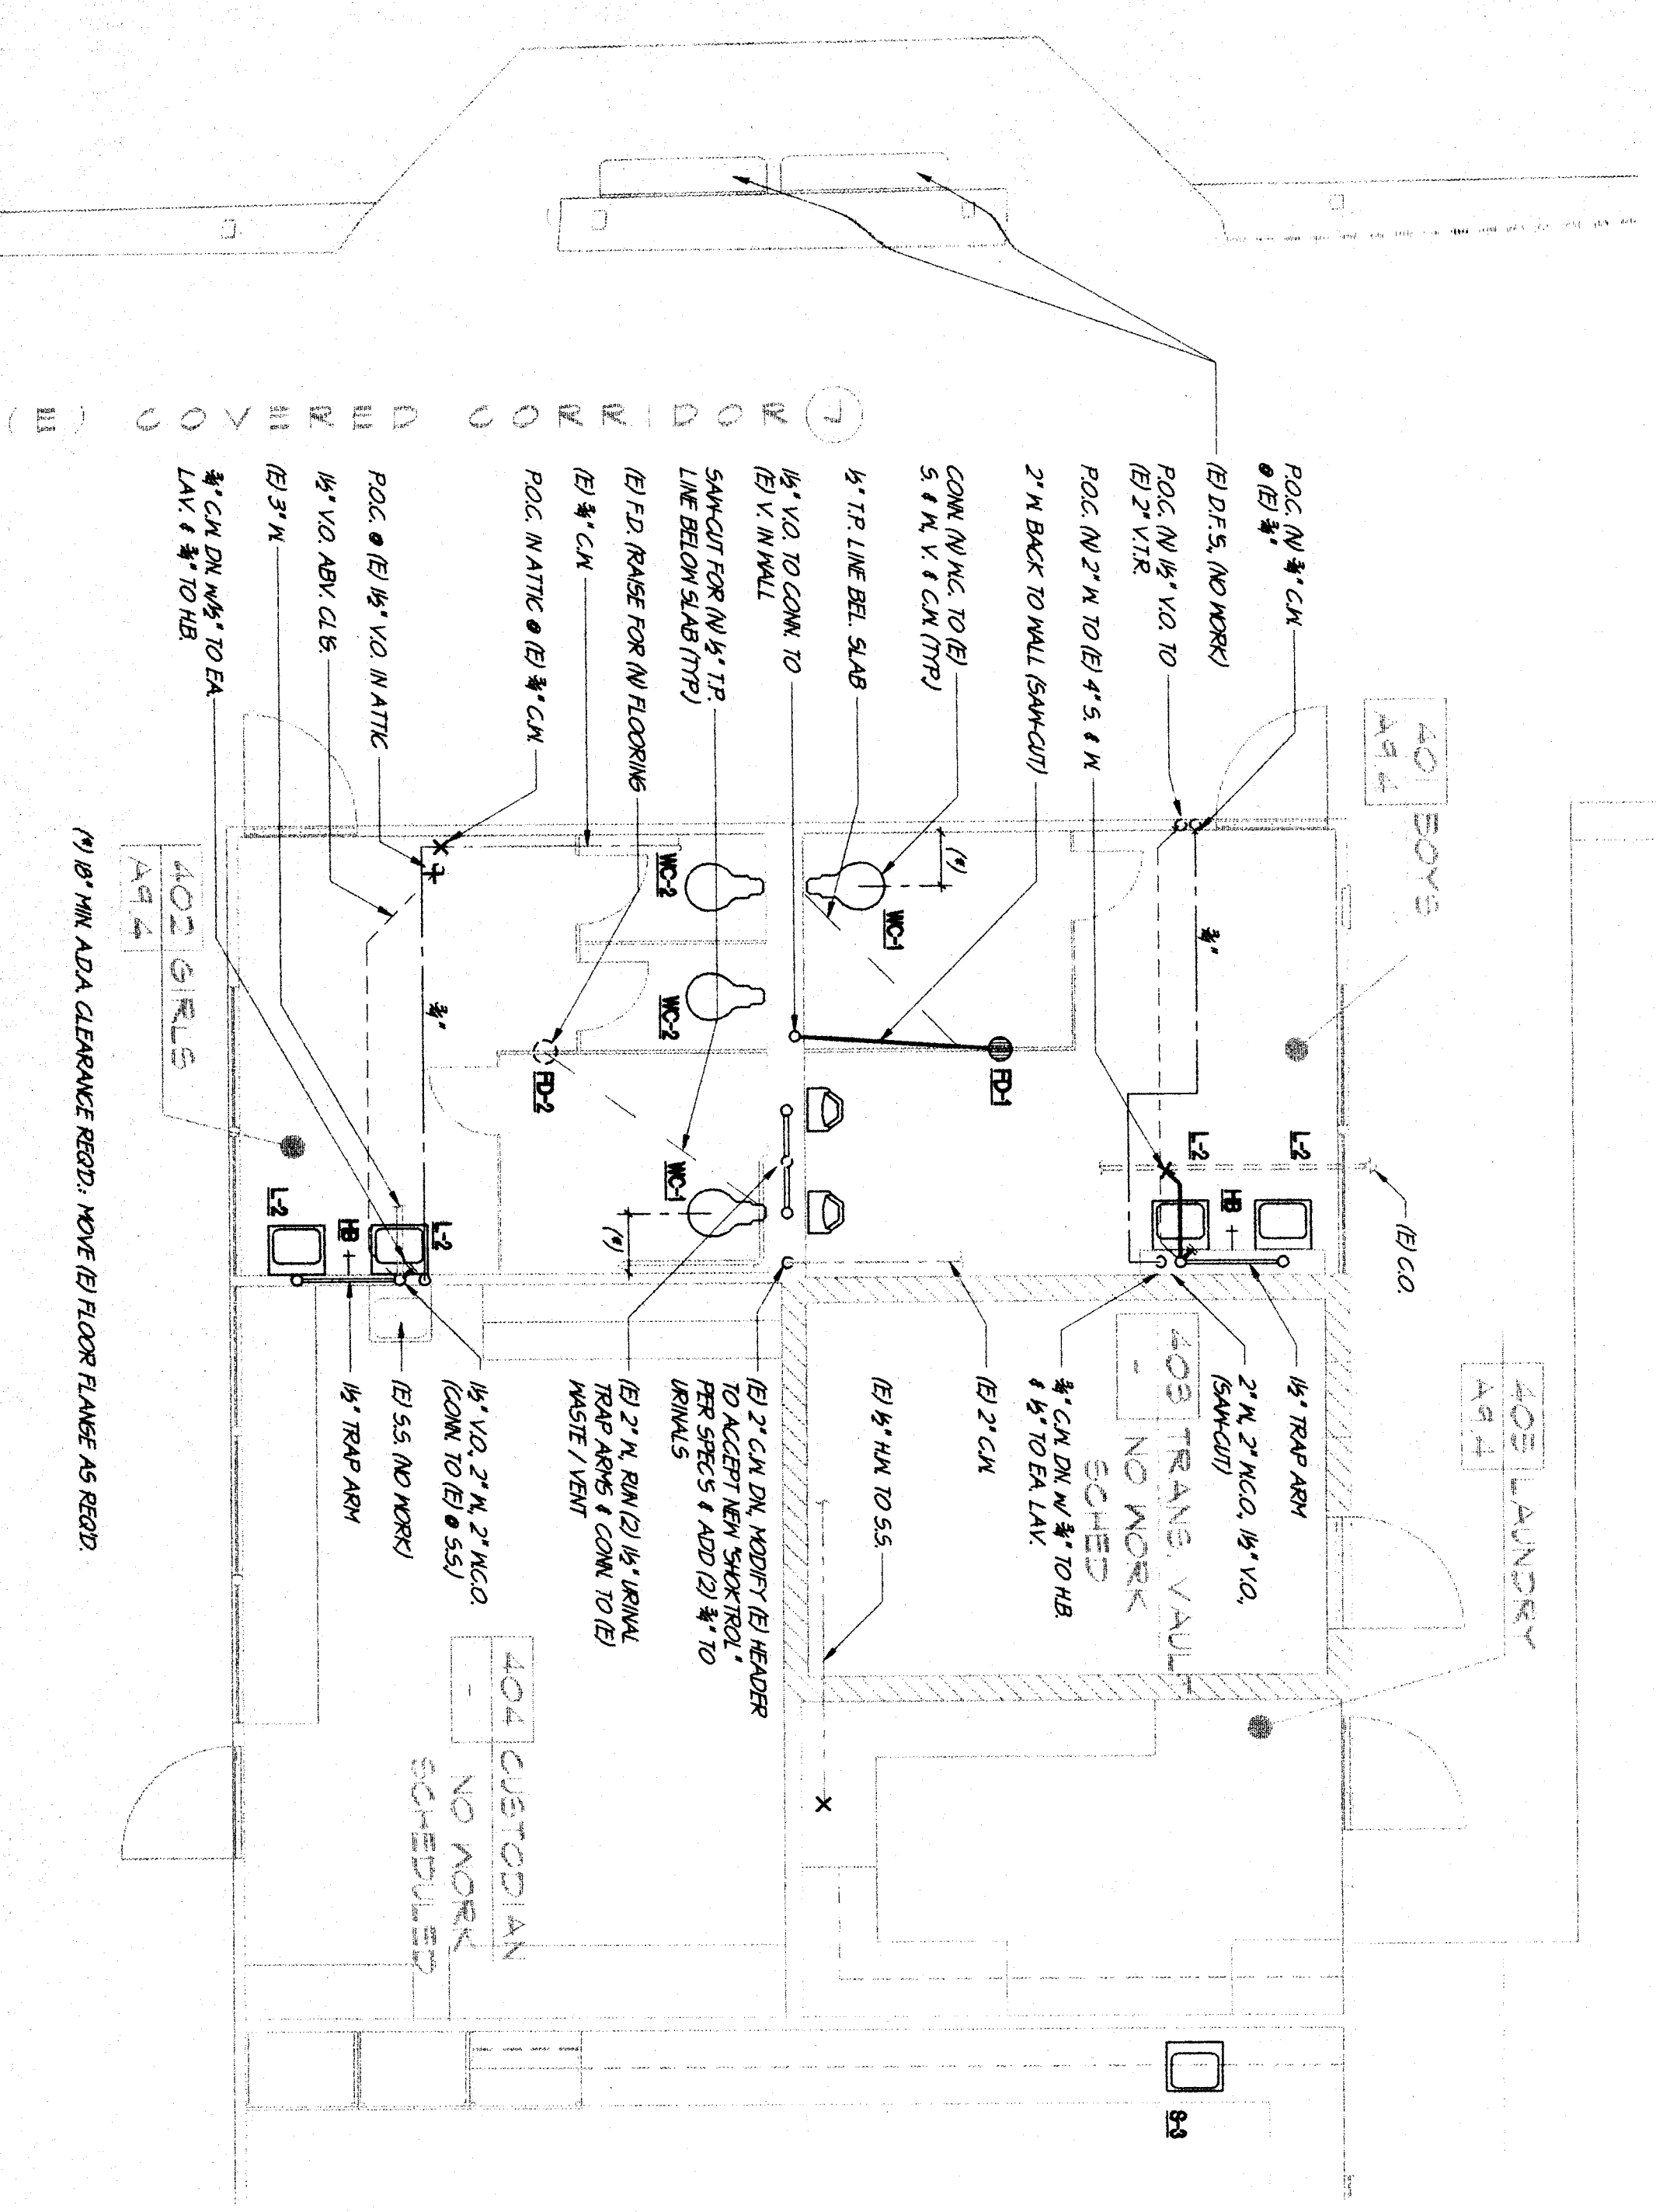 (E) COVERED CORRIDOR J
P.O.C. (N) ¾" C.W.
@ (E) ¾"
(E) D.F.S., (NO WORK)
P.O.C. (N) 1½" V.O. TO
(E) 2" V.T.R.
P.O.C. (N) 2" W. TO (E) 4" S. & W.
2" W BACK TO WALL (SAW-CUT)
CONN (N) W.C. TO (E)
S. & W., V. & C.W. (TYP.)
½" T.P. LINE BEL. SLAB
1½" V.O. TO CONN. TO
(E) V. IN WALL
SAW-CUT FOR (N) ½" T.P.
LINE BELOW SLAB (TYP.)
(E) F.D. (RAISE FOR (N) FLOORING
(E) ¾" C.W.
P.O.C. IN ATTIC @ (E) ¾" C.W.
P.O.C. @ (E) 1½" V.O. IN ATTIC
1½" V.O. ABV. CL'G.
(E) 3" W.
¾" C.W. DN. W/½" TO EA.
LAV. & ¾" TO H.B.
401 BOYS
A9.4
402 GIRLS
A9.4
(*)
WC-1
WC-2
WC-2
WC-1
(*)
FD-1
FD-2
¾"
¾"
L-2
L-2
HB
L-2
L-2
HB
(E) C.O.
1½" TRAP ARM
2" W., 2" W.C.O., 1½" V.O.,
(SAW-CUT)
¾" C.W. DN. W/ ¾" TO H.B.
& ½" TO EA. LAV.
(E) 2" C.W.
(E) ½" H.W. TO S.S.
(E) 2" C.W. DN., MODIFY (E) HEADER
TO ACCEPT NEW "SHOKTROL"
PER SPEC'S & ADD (2) ¾" TO
URINALS
(E) 2" W., RUN (2) 1½" URINAL
TRAP ARMS & CONN. TO (E)
WASTE / VENT
1½" V.O., 2" W., 2" W.C.O.
(CONN. TO (E) @ S.S.)
(E) S.S. (NO WORK)
1½" TRAP ARM
403 TRANS. VAULT
- NO WORK
SCHED
405 LAUNDRY
A9.4
404 CUSTODIAN
- NO WORK
SCHEDULED
S-3
(*) 18" MIN. A.D.A. CLEARANCE REQ'D.: MOVE (E) FLOOR FLANGE AS REQ'D.